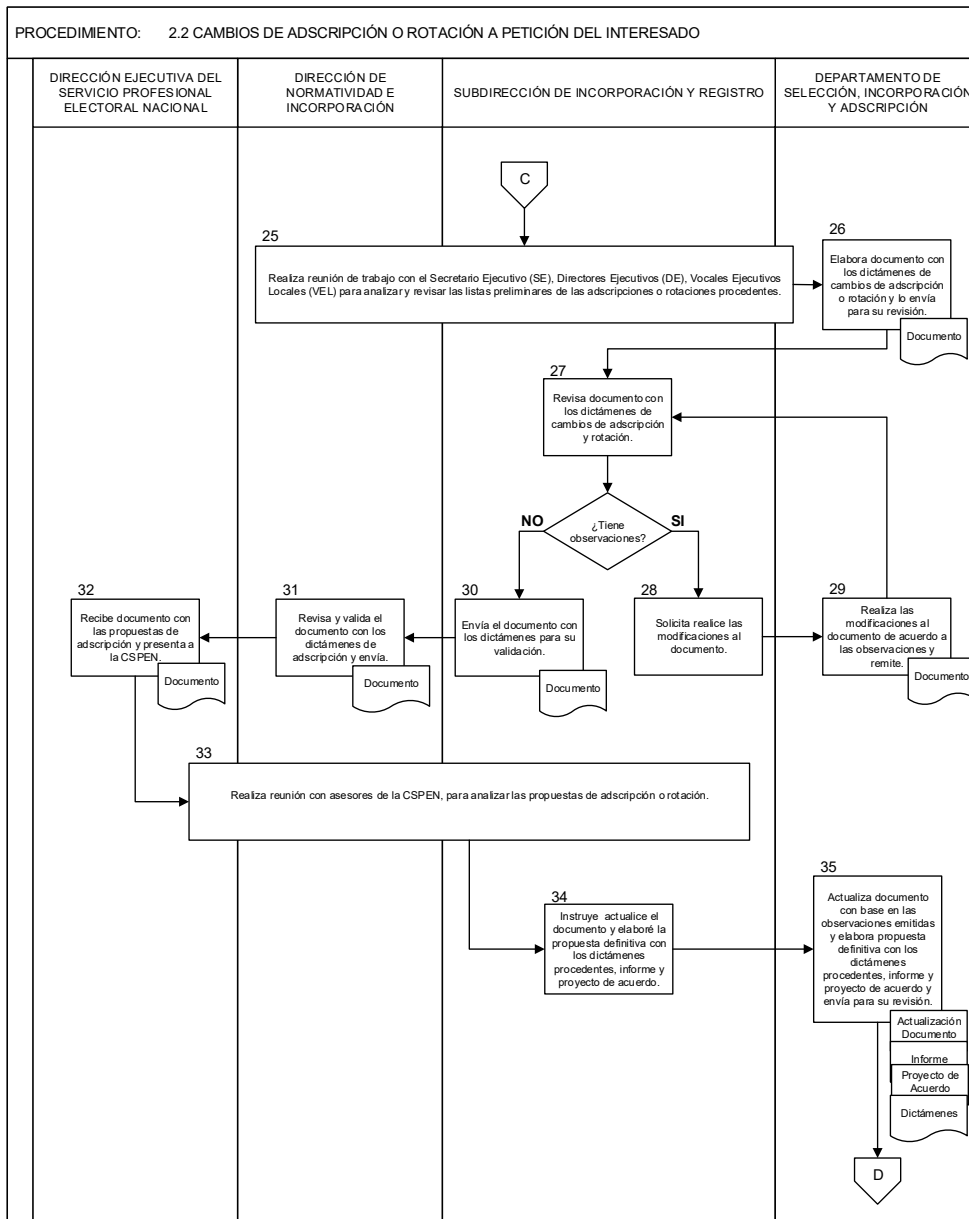 PROCEDIMIENTO: 2.2 CAMBIOS DE ADSCRIPCIÓN O ROTACIÓN A PETICIÓN DEL INTERESADO
DIRECCIÓN EJECUTIVA DEL
SERVICIO PROFESIONAL
ELECTORAL NACIONAL
DIRECCIÓN DE
NORMATIVIDAD E
INCORPORACIÓN
SUBDIRECCIÓN DE INCORPORACIÓN Y REGISTRO
DEPARTAMENTO DE
SELECCIÓN, INCORPORACIÓN
Y ADSCRIPCIÓN
C
25
Realiza reunión de trabajo con el Secretario Ejecutivo (SE), Directores Ejecutivos (DE), Vocales Ejecutivos
Locales (VEL) para analizar y revisar las listas preliminares de las adscripciones o rotaciones procedentes.
26
Elabora documento con
los dictámenes de
cambios de adscripción
o rotación y lo envía
para su revisión.
Documento
27
Revisa documento con
los dictámenes de
cambios de adscripción
y rotación.
¿Tiene
observaciones?
NO
SI
28
Solicita realice las
modificaciones al
documento.
29
Realiza las
modificaciones al
documento de acuerdo a
las observaciones y
remite.
Documento
30
Envía el documento con
los dictámenes para su
validación.
Documento
31
Revisa y valida el
documento con los
dictámenes de
adscripción y envía.
Documento
32
Recibe documento con
las propuestas de
adscripción y presenta a
la CSPEN.
Documento
33
Realiza reunión con asesores de la CSPEN, para analizar las propuestas de adscripción o rotación.
34
Instruye actualice el
documento y elaboré la
propuesta definitiva con
los dictámenes
procedentes, informe y
proyecto de acuerdo.
35
Actualiza documento
con base en las
observaciones emitidas
y elabora propuesta
definitiva con los
dictámenes
procedentes, informe y
proyecto de acuerdo y
envía para su revisión.
Actualización
Documento
Informe
Proyecto de
Acuerdo
Dictámenes
D